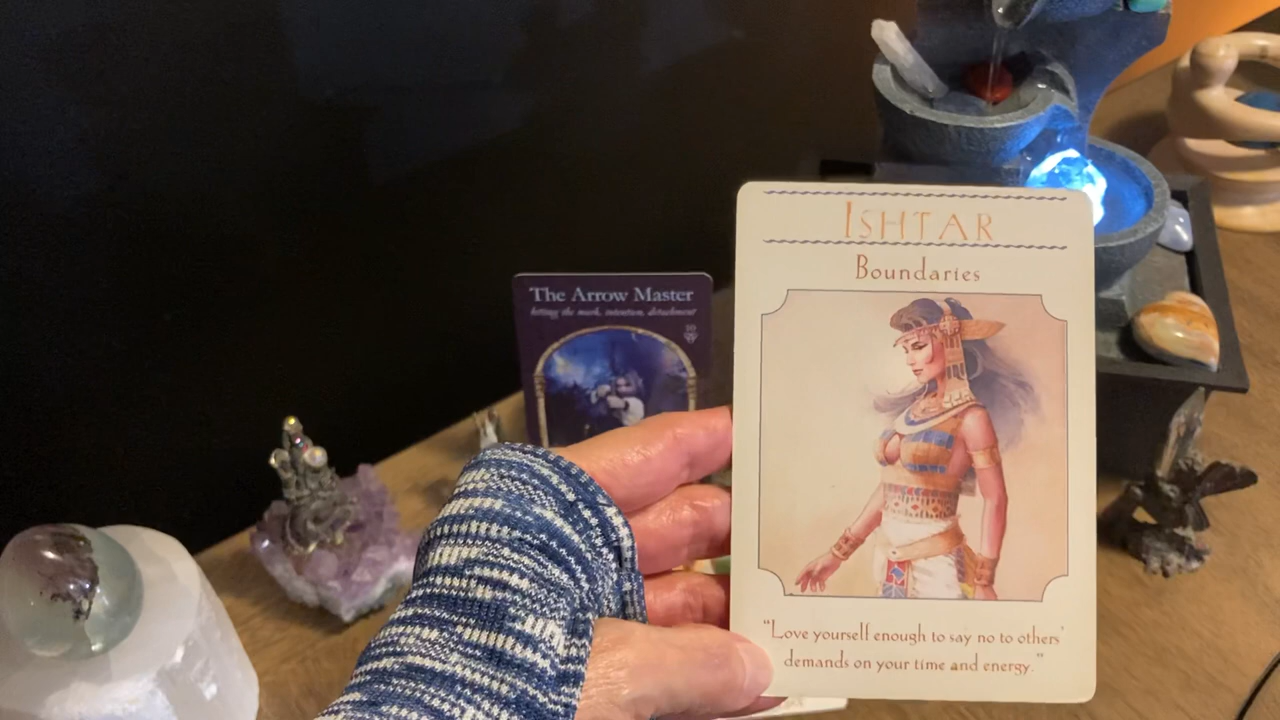 The Arrow Master
hitting the mark, intention, detachment
10
ISHTAR
Boundaries
"Love yourself enough to say no to others'
demands on your time and energy."